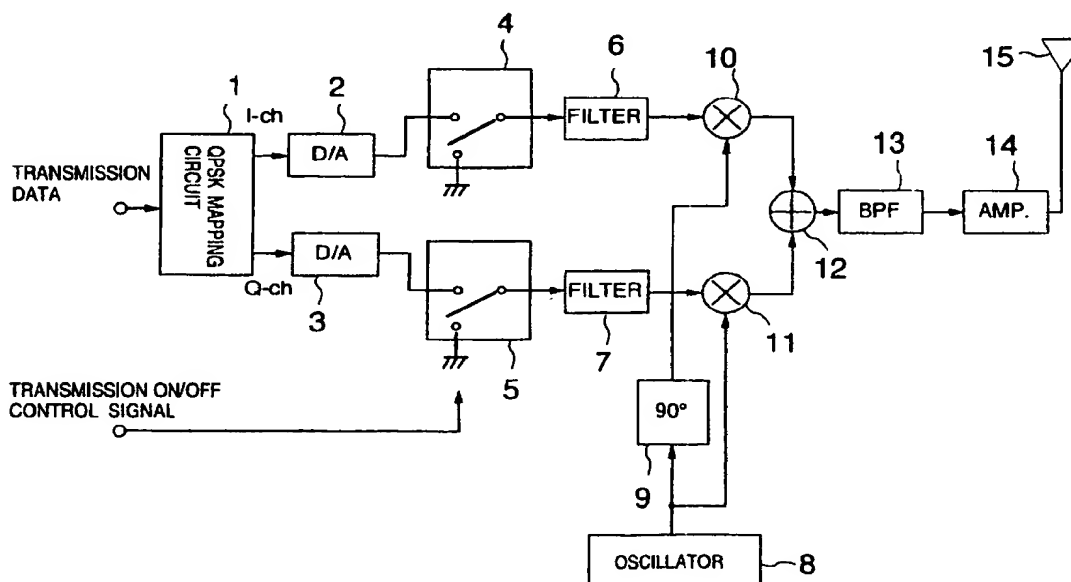 4
6
10
15
1
I-ch
2
FILTER
13
14
D/A
TRANSMISSION
DATA
QPSK MAPPING
CIRCUIT
BPF
AMP.
12
D/A
Q-ch
3
FILTER
7
11
5
TRANSMISSION ON/OFF
CONTROL SIGNAL
90°
9
OSCILLATOR
8